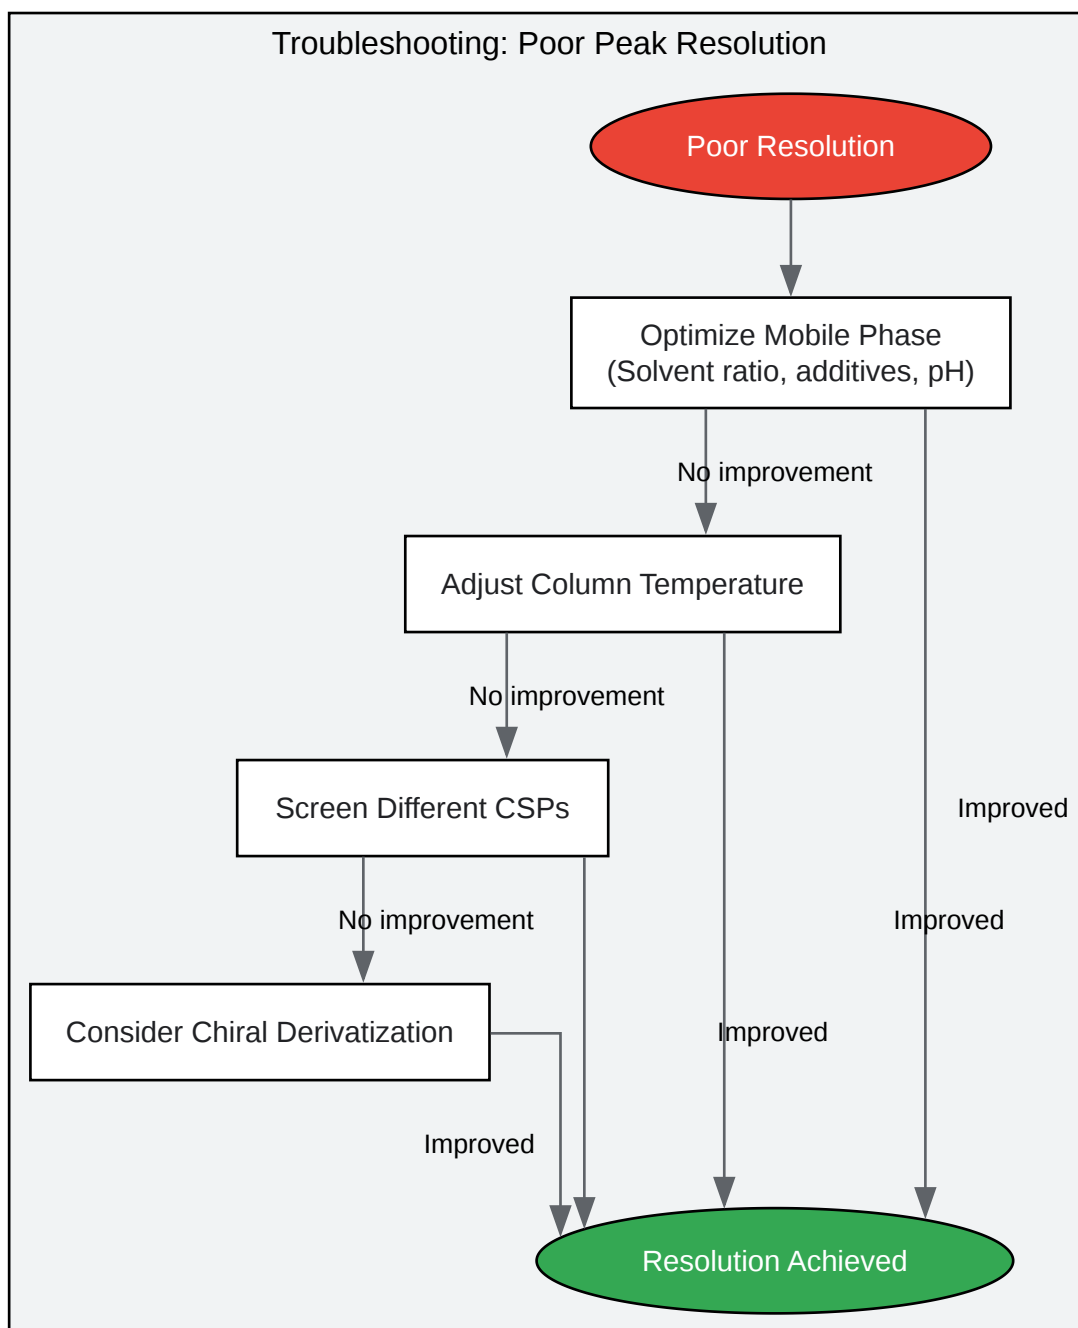 Troubleshooting: Poor Peak Resolution
Poor Resolution
Optimize Mobile Phase
(Solvent ratio, additives, pH)
No improvement
Adjust Column Temperature
No improvement
Screen Different CSPs
Improved
No improvement
Improved
Consider Chiral Derivatization
Improved
Improved
Resolution Achieved